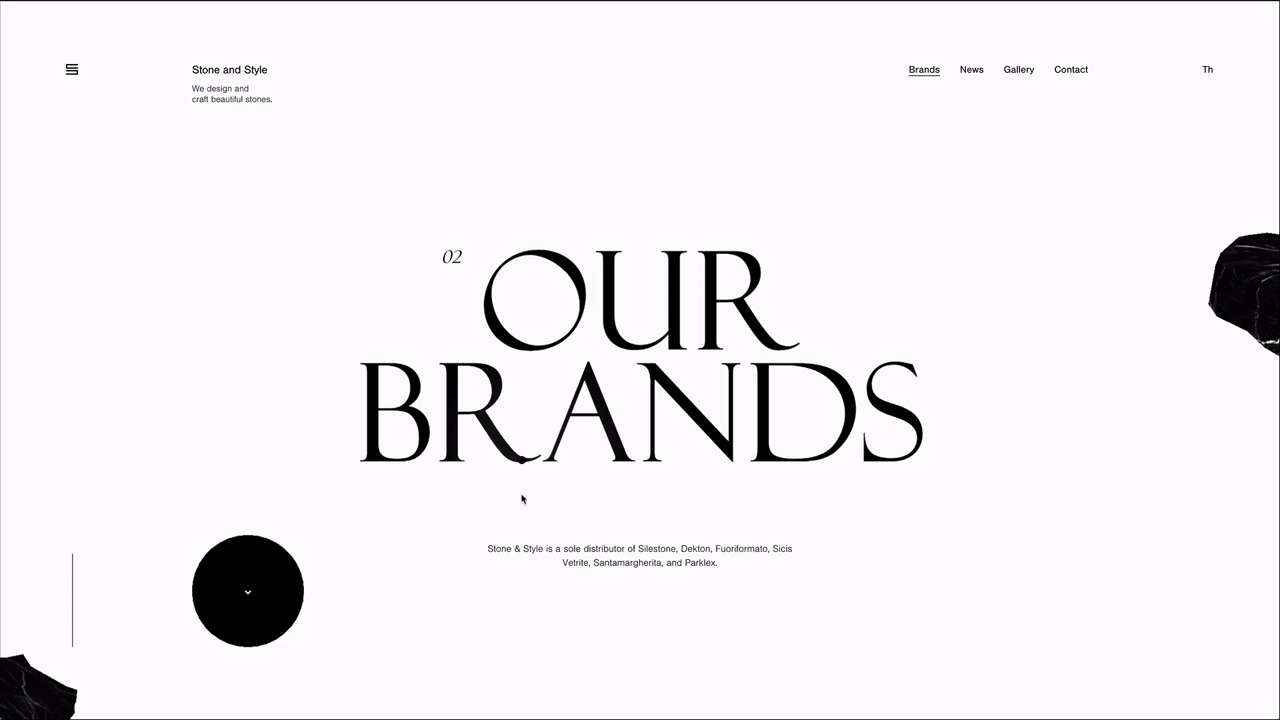 Stone and Style
We design and
craft beautiful stones.
Brands
News
Gallery
Contact
Th
02
OUR
BRANDS
Stone & Style is a sole distributor of Silestone, Dekton, Fuoriformato, Sicis
Vetrite, Santamargherita, and Parklex.